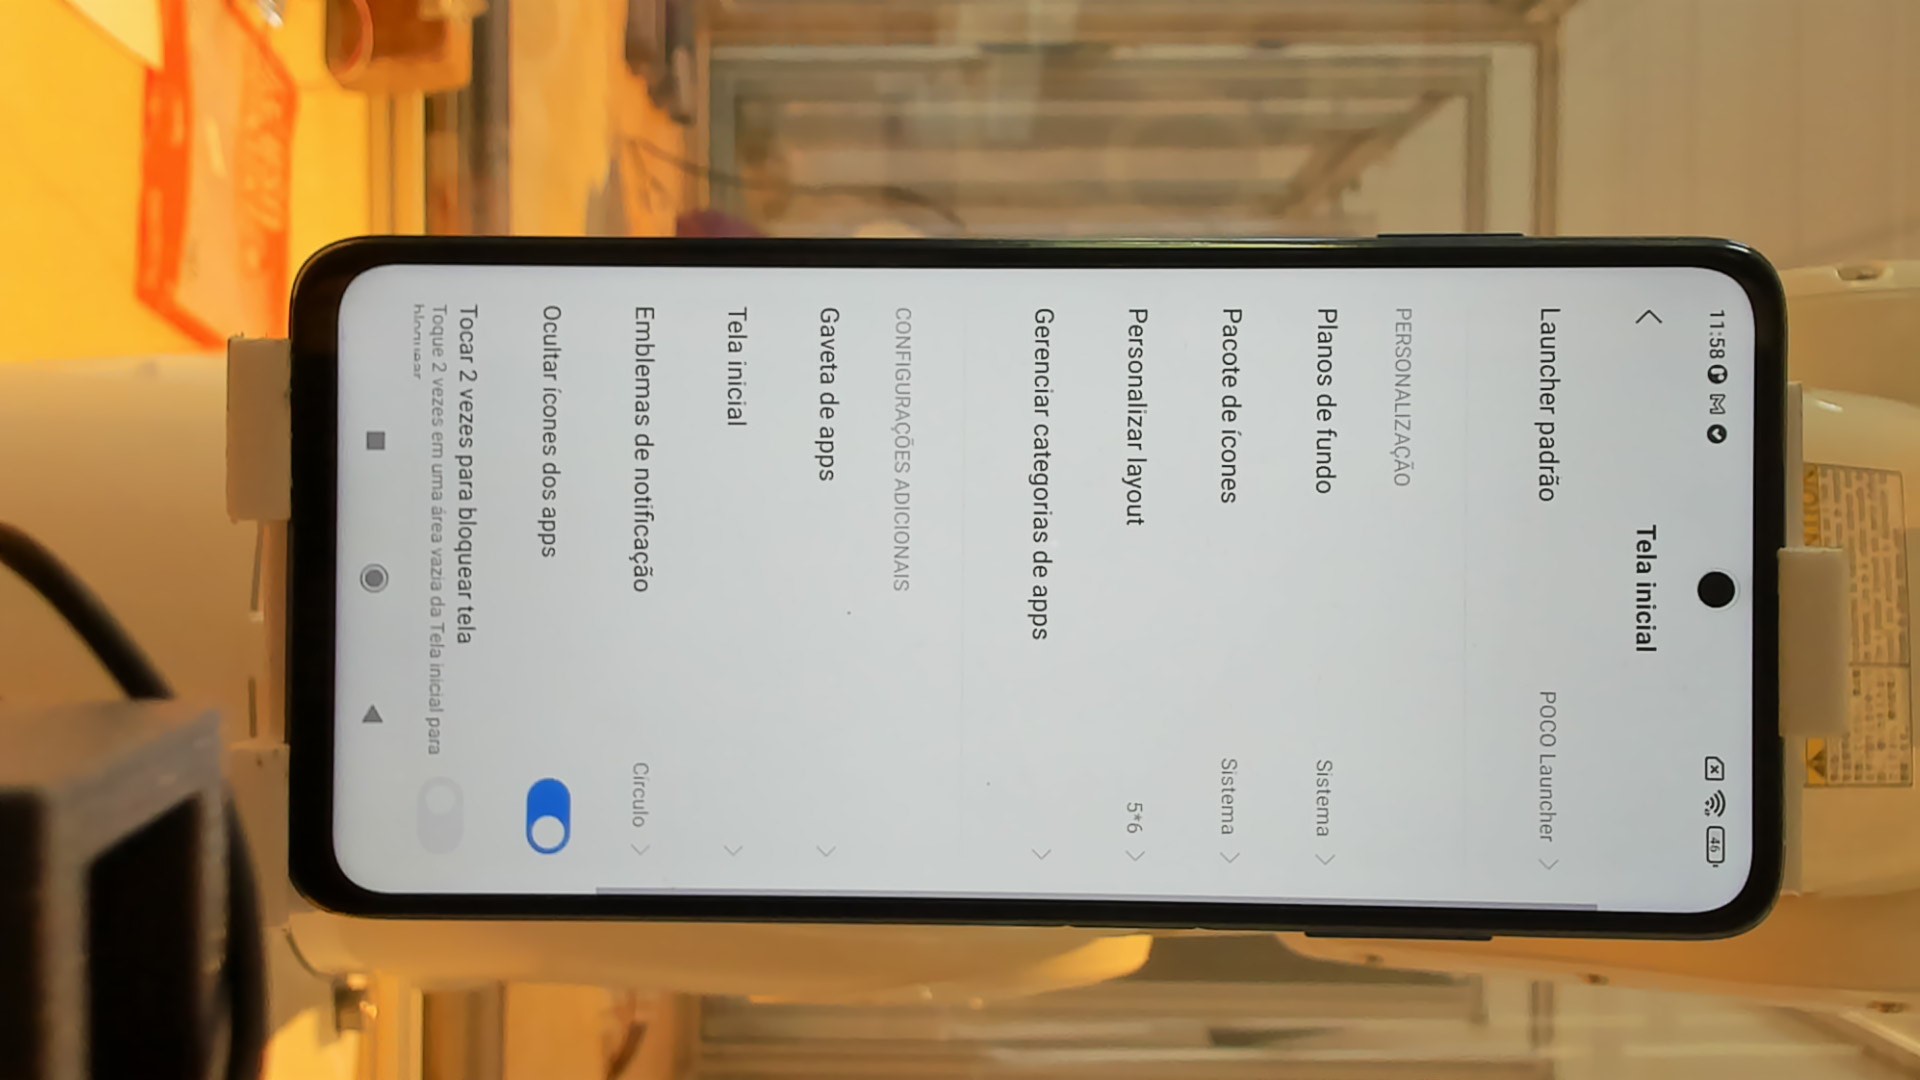 11:58
46
Tela inicial
Launcher padrão
POCO Launcher
PERSONALIZAÇÃO
Planos de fundo
Sistema
Pacote de ícones
Sistema
Personalizar layout
5*6
Gerenciar categorias de apps
CONFIGURAÇÕES ADICIONAIS
Gaveta de apps
Tela inicial
Emblemas de notificação
Círculo
Ocultar ícones dos apps
Tocar 2 vezes para bloquear tela
Toque 2 vezes em uma área vazia da Tela inicial para
bloquear